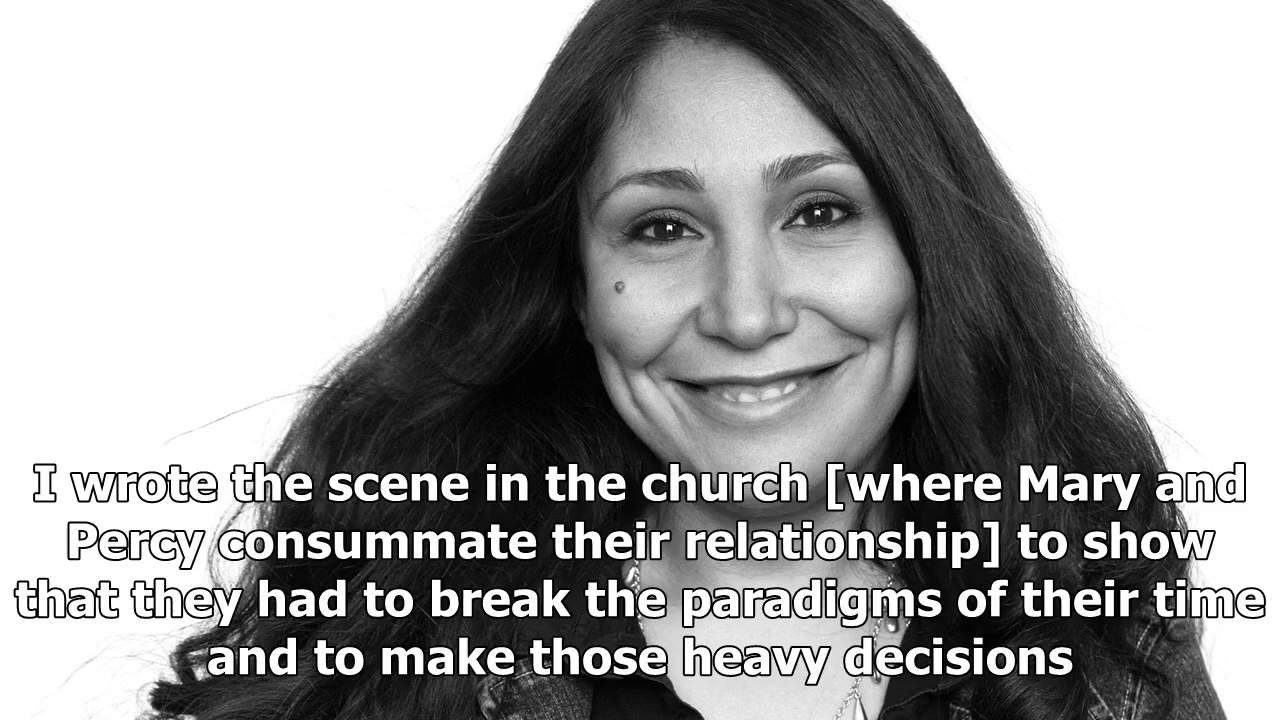 I wrote the scene in the church [where Mary and
Percy consummate their relationship] to show
that they had to break the paradigms of their time
and to make those heavy decisions